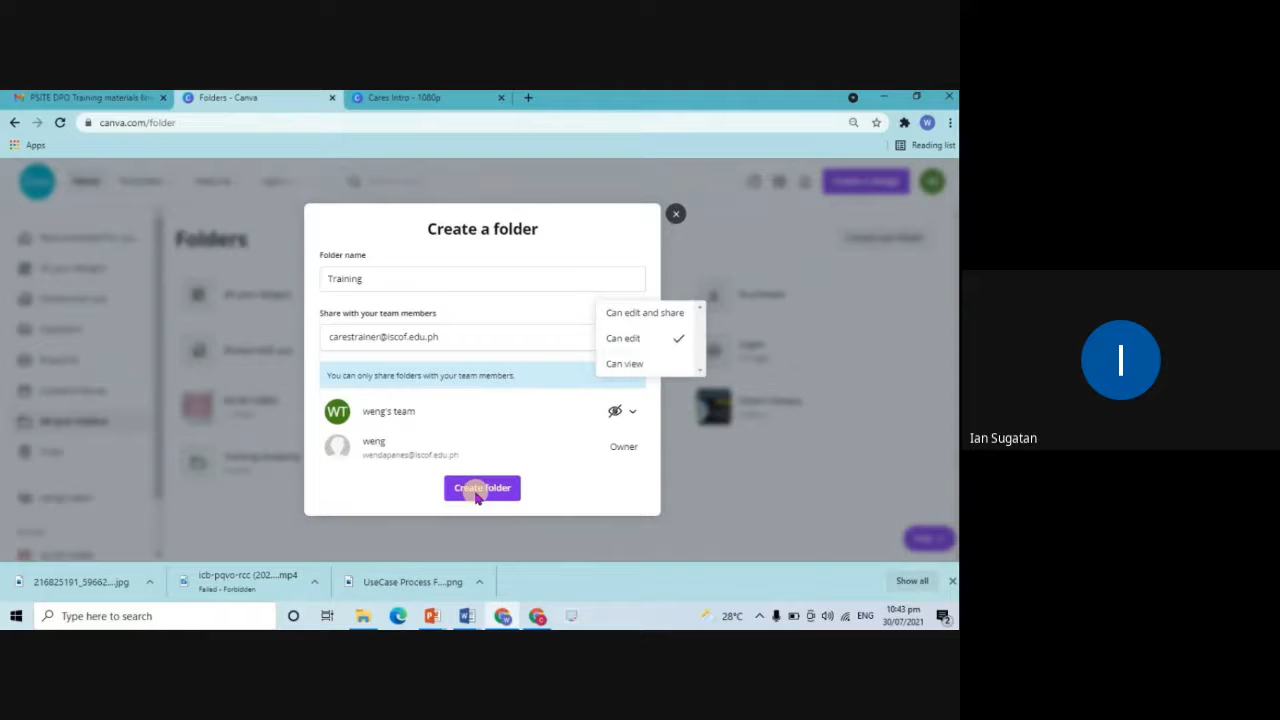 PSITE DPO Training materials
Folders - Canva
Cares Intro - 1080p
canva.com/folder
W
Apps
Reading list
Folders
Create a folder
Folder name
Training
Share with your team members
carestrainer@iscof.edu.ph
Can edit and share
Can edit
Can view
You can only share folders with your team members.
WT
weng's team
weng
wendapanes@iscof.edu.ph
Owner
Create folder
I
Ian Sugatan
216825191_59662....jpg
icb-pqvo-rcc (202....mp4
Failed - Forbidden
UseCase Process F....png
Show all
Type here to search
28°C
ENG
10:43 pm
30/07/2021
2